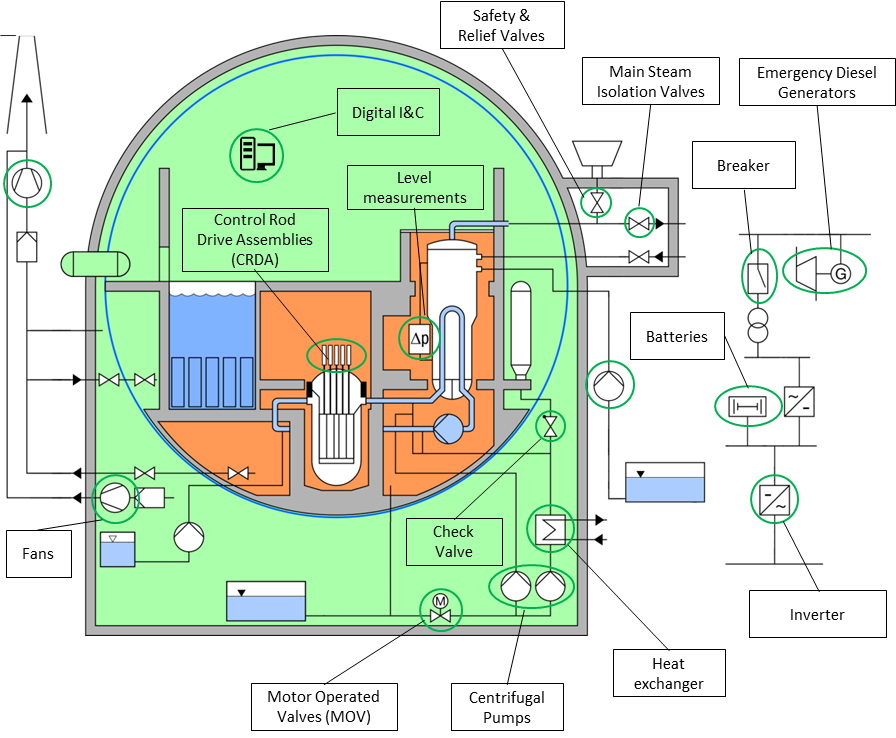 Safety &
Relief Valves
Main Steam
Isolation Valves
Emergency Diesel
Generators
Digital I&C
Breaker
Level
measurements
Control Rod
Drive Assemblies
(CRDA)
G
Δp
Batteries
~
-
-
~
Check
Valve
Fans
M
Inverter
Heat
exchanger
Motor Operated
Valves (MOV)
Centrifugal
Pumps